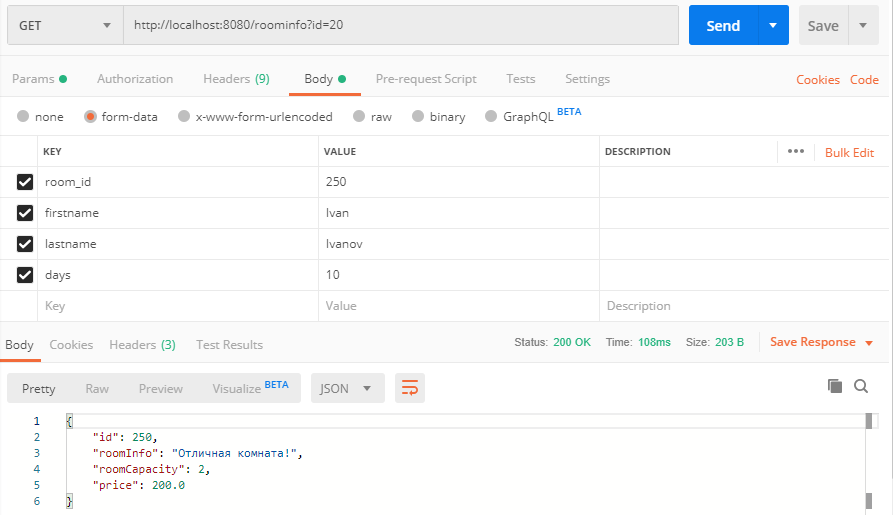 GET http://localhost:8080/roominfo?id=20 Send Save
Params Authorization Headers (9) Body Pre-request Script Tests Settings Cookies Code
none form-data x-www-form-urlencoded raw binary GraphQL BETA
KEY VALUE DESCRIPTION ••• Bulk Edit
room_id 250
firstname Ivan
lastname Ivanov
days 10
Key Value Description
Body Cookies Headers (3) Test Results Status: 200 OK Time: 108ms Size: 203 B Save Response
Pretty Raw Preview Visualize BETA JSON
1 {
2 "id": 250,
3 "roomInfo": "Отличная комната!",
4 "roomCapacity": 2,
5 "price": 200.0
6 }